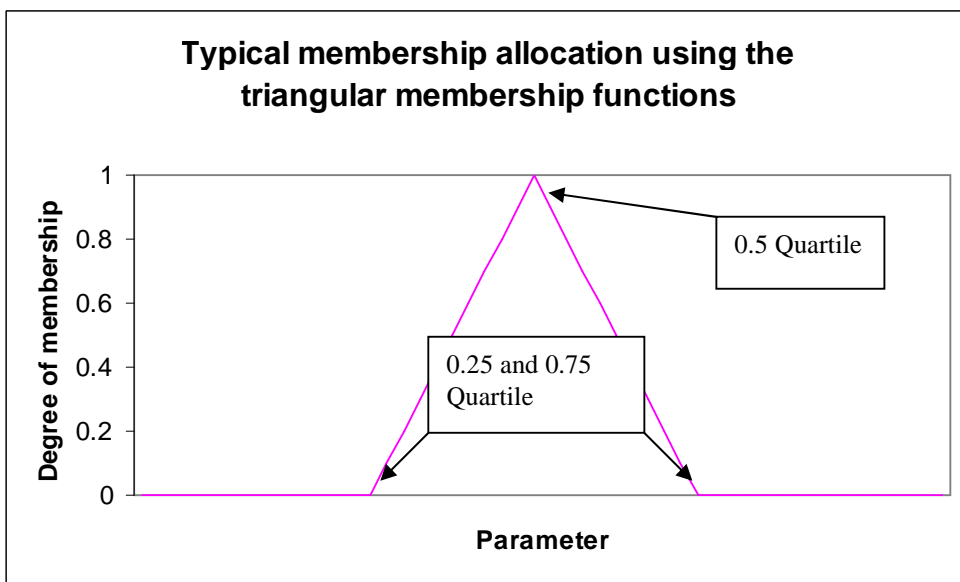 Typical membership allocation using the
triangular membership functions
1
0.8
0.6
0.4
0.2
0
Degree of membership
0.5 Quartile
0.25 and 0.75
Quartile
Parameter